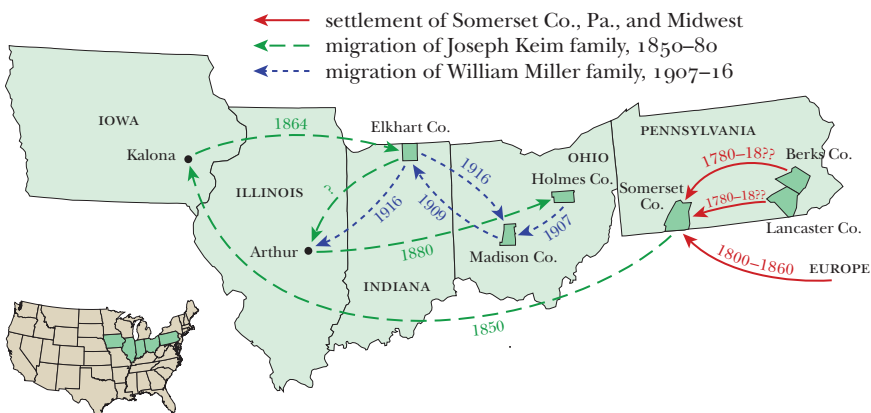 settlement of Somerset Co., Pa., and Midwest
migration of Joseph Keim family, 1850–80
migration of William Miller family, 1907–16
IOWA
Kalona
1864
Elkhart Co.
ILLINOIS
?
1916
1916
1909
Arthur
1880
INDIANA
OHIO
Holmes Co.
1907
Madison Co.
PENNSYLVANIA
1780–18??
Berks Co.
Somerset
Co.
1780–18??
Lancaster Co.
1800–1860
EUROPE
1850